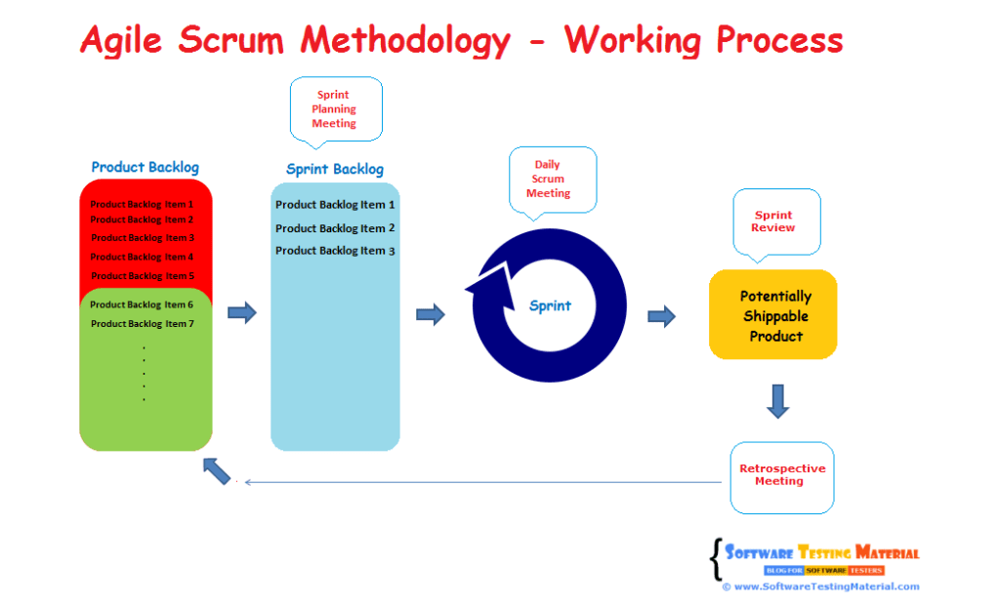 Agile Scrum Methodology - Working Process
Sprint
Planning
Meeting
Product Backlog
Product Backlog Item 1
Product Backlog Item 2
Product Backlog Item 3
Product Backlog Item 4
Product Backlog Item 5
Product Backlog Item 6
Product Backlog Item 7
.
.
.
.
.
Sprint Backlog
Product Backlog Item 1
Product Backlog Item 2
Product Backlog Item 3
Daily
Scrum
Meeting
Sprint
Sprint
Review
Potentially
Shippable
Product
Retrospective
Meeting
{ Software Testing Material
BLOG FOR SOFTWARE TESTERS
© www.SoftwareTestingMaterial.com